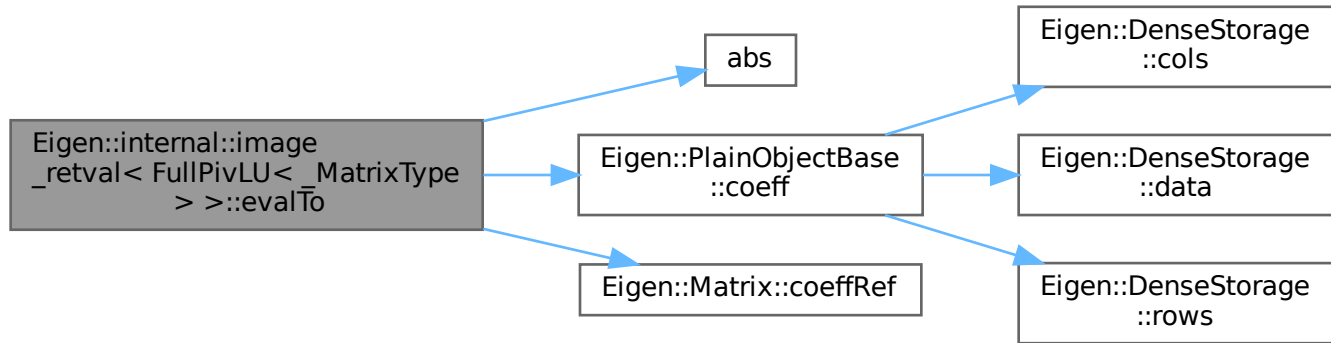 Eigen::internal::image
_retval< FullPivLU< _MatrixType
> >::evalTo
abs
Eigen::PlainObjectBase
::coeff
Eigen::Matrix::coeffRef
Eigen::DenseStorage
::cols
Eigen::DenseStorage
::data
Eigen::DenseStorage
::rows